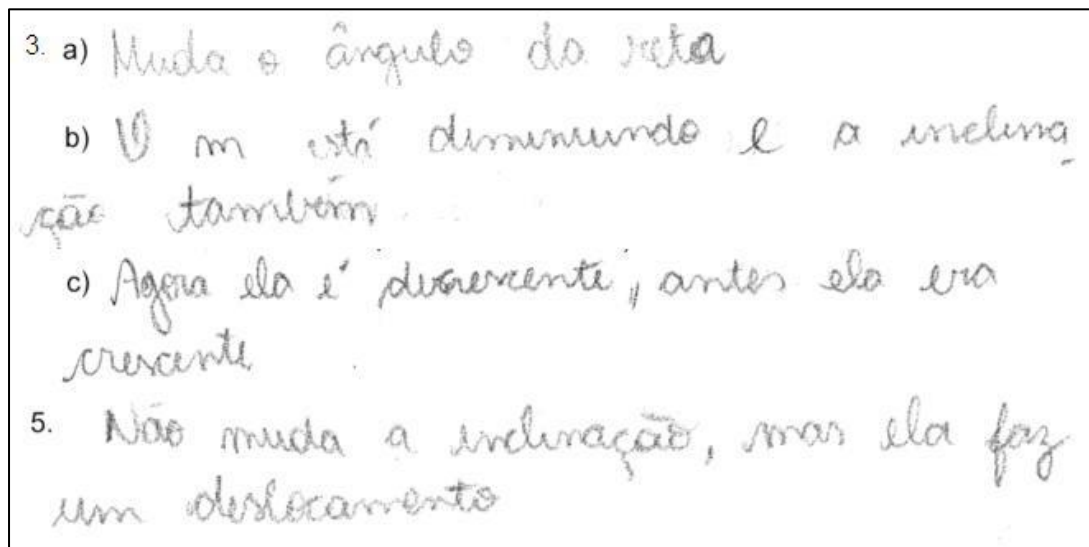 3. a) Muda o ângulo da reta
b) O m está diminuindo e a inclina
ção também
c) Agora ela é decrescente, antes ela era
crescente
5. Não muda a inclinação, mas ela faz
um deslocamento